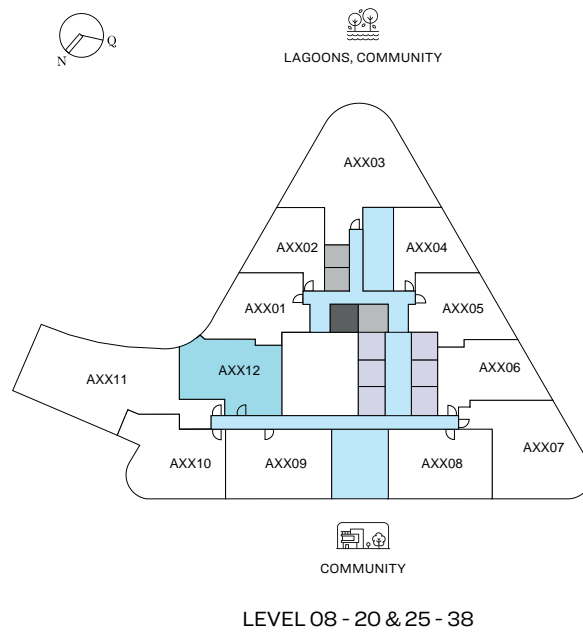 N
Q
LAGOONS, COMMUNITY
AXX03
AXX02
AXX04
AXX01
AXX05
AXX12
AXX06
AXX11
AXX10
AXX09
AXX08
AXX07
COMMUNITY
LEVEL 08 - 20 & 25 - 38